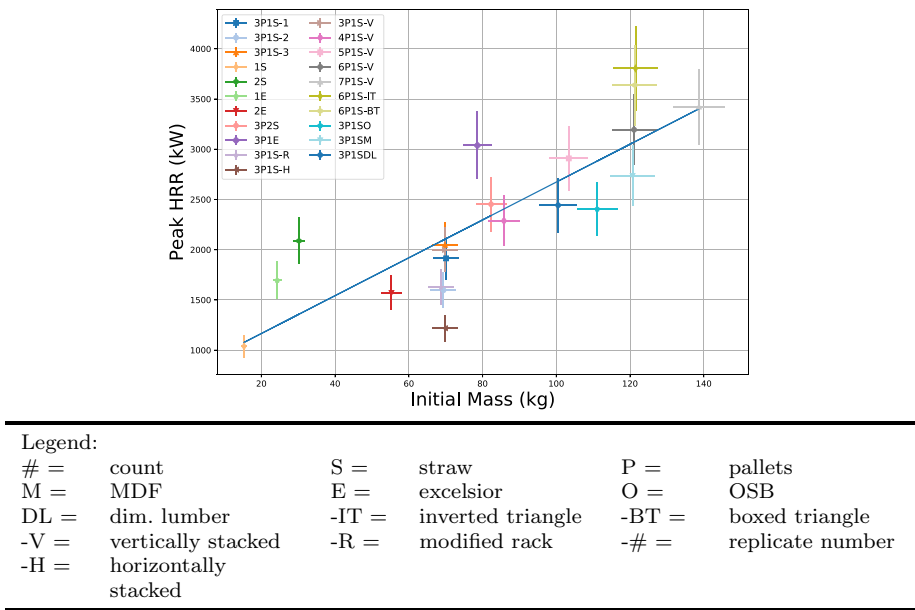 4000
3500
3000
2500
2000
1500
1000
Peak HRR (kW)
3P1S-1
3P1S-2
3P1S-3
1S
2S
1E
2E
3P2S
3P1E
3P1S-R
3P1S-H
3P1S-V
4P1S-V
5P1S-V
6P1S-V
7P1S-V
6P1S-IT
6P1S-BT
3P1SO
3P1SM
3P1SDL
20 40 60 80 100 120 140
Initial Mass (kg)
Legend:
# = count S = straw P = pallets
M = MDF E = excelsior O = OSB
DL = dim. lumber -IT = inverted triangle -BT = boxed triangle
-V = vertically stacked -R = modified rack -# = replicate number
-H = horizontally
stacked